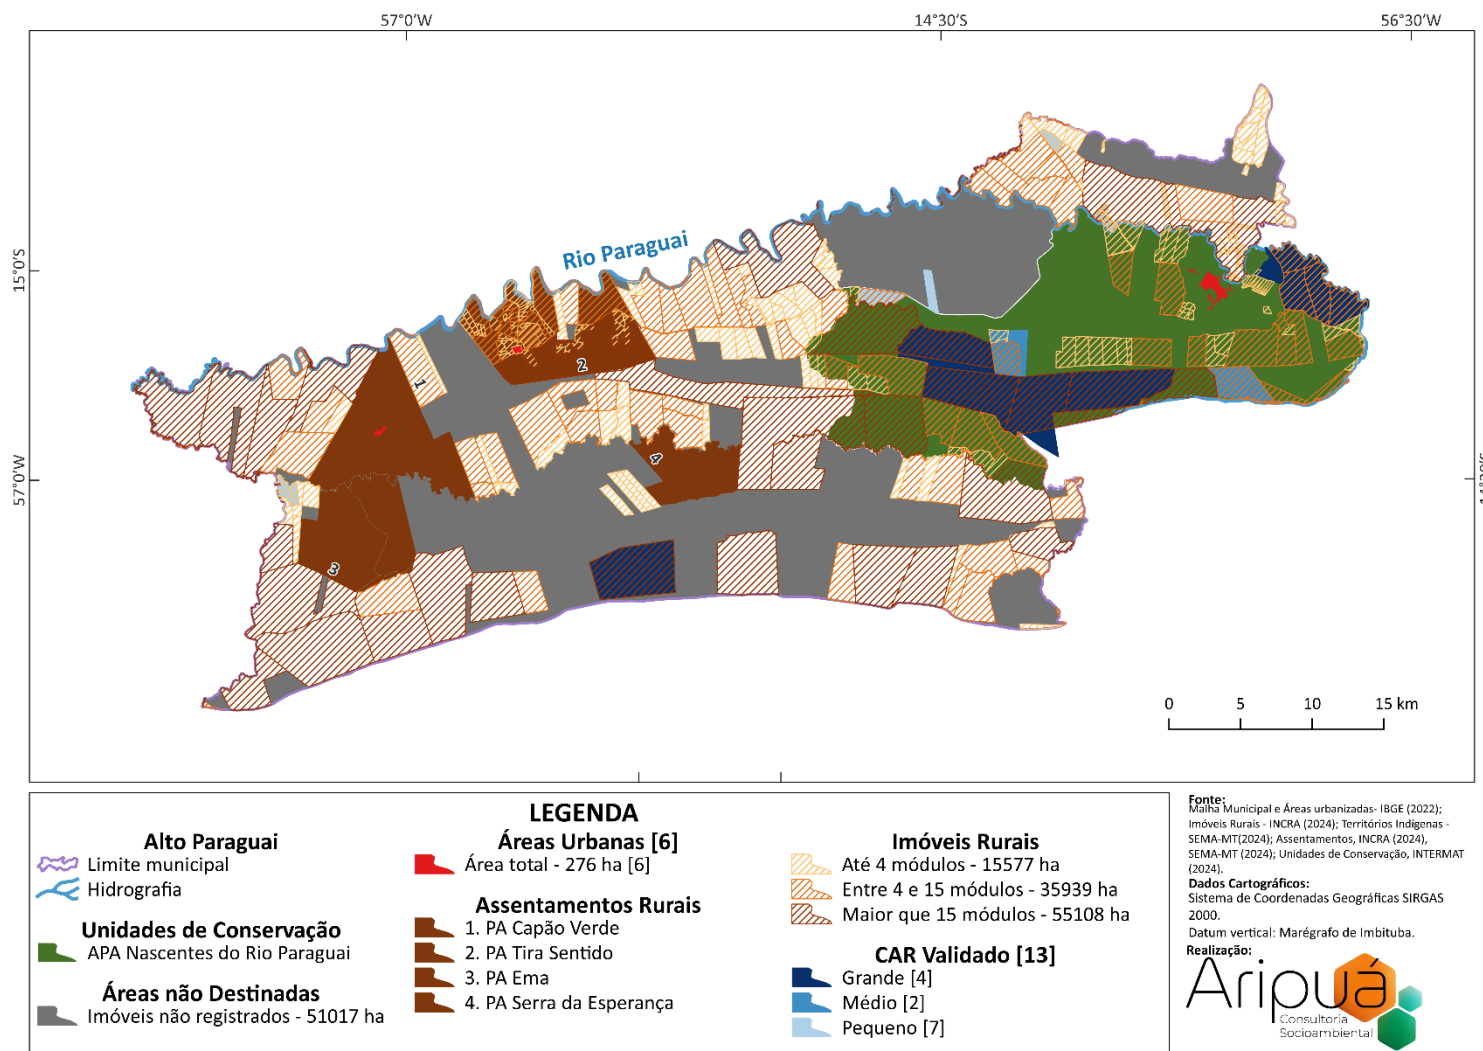 57°0'W
14°30'S
56°30'W
15°0'S
57°0'W
Rio Paraguai
1
2
3
4
0 5 10 15 km
LEGENDA
Alto Paraguai
Limite municipal
Hidrografia
Unidades de Conservação
APA Nascentes do Rio Paraguai
Áreas não Destinadas
Imóveis não registrados - 51017 ha
Áreas Urbanas [6]
Área total - 276 ha [6]
Assentamentos Rurais
1. PA Capão Verde
2. PA Tira Sentido
3. PA Ema
4. PA Serra da Esperança
Imóveis Rurais
Até 4 módulos - 15577 ha
Entre 4 e 15 módulos - 35939 ha
Maior que 15 módulos - 55108 ha
CAR Validado [13]
Grande [4]
Médio [2]
Pequeno [7]
Fonte:
Malha Municipal e Áreas urbanizadas- IBGE (2022);
Imóveis Rurais - INCRA (2024); Territórios Indígenas -
SEMA-MT(2024); Assentamentos, INCRA (2024),
SEMA-MT (2024); Unidades de Conservação, INTERMAT
(2024).
Dados Cartográficos:
Sistema de Coordenadas Geográficas SIRGAS
2000.
Datum vertical: Marégrafo de Imbituba.
Realização:
Aripuá
Consultoria
Socioambiental